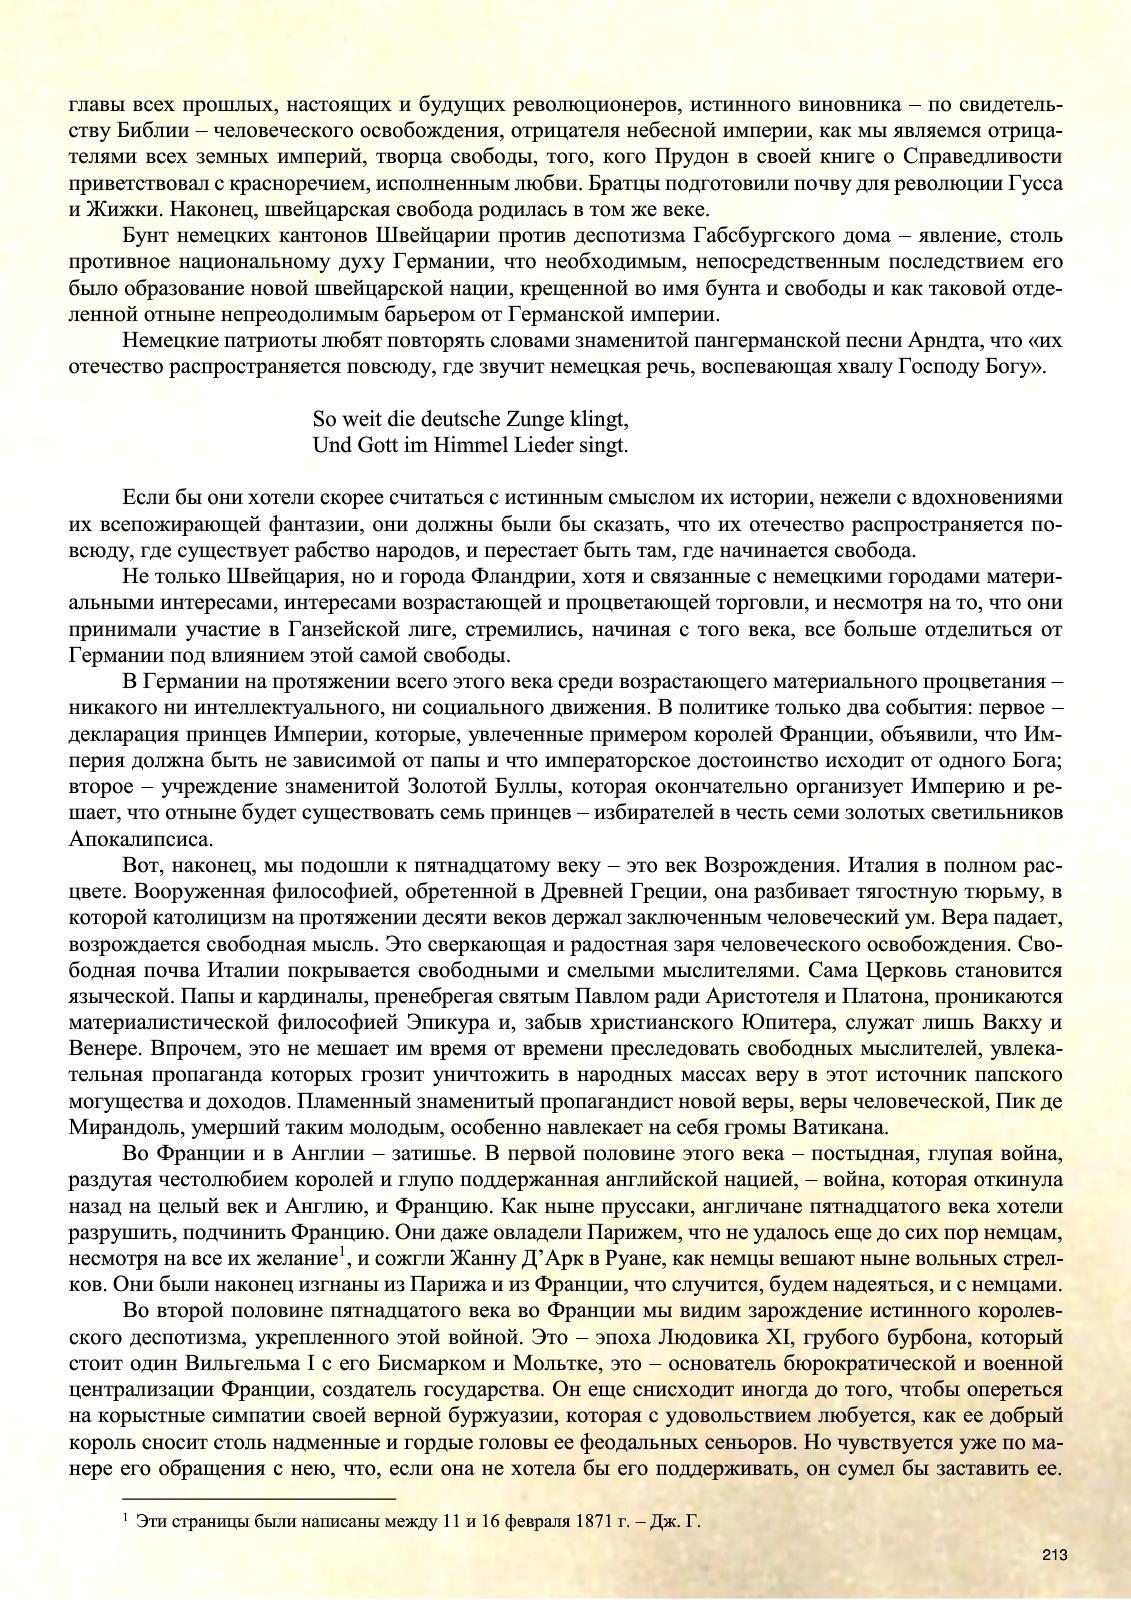 главы всех прошлых, настоящих и будущих революционеров, истинного виновника – по свидетель-
ству Библии – человеческого освобождения, отрицателя небесной империи, как мы являемся отрица-
телями всех земных империй, творца свободы, того, кого Прудон в своей книге о Справедливости
приветствовал с красноречием, исполненным любви. Братцы подготовили почву для революции Гусса
и Жижки. Наконец, швейцарская свобода родилась в том же веке.
Бунт немецких кантонов Швейцарии против деспотизма Габсбургского дома – явление, столь
противное национальному духу Германии, что необходимым, непосредственным последствием его
было образование новой швейцарской нации, крещенной во имя бунта и свободы и как таковой отде-
ленной отныне непреодолимым барьером от Германской империи.
Немецкие патриоты любят повторять словами знаменитой пангерманской песни Арндта, что «их
отечество распространяется повсюду, где звучит немецкая речь, воспевающая хвалу Господу Богу».
So weit die deutsche Zunge klingt,
Und Gott im Himmel Lieder singt.
Если бы они хотели скорее считаться с истинным смыслом их истории, нежели с вдохновениями
их всепожирающей фантазии, они должны были бы сказать, что их отечество распространяется по-
всюду, где существует рабство народов, и перестает быть там, где начинается свобода.
Не только Швейцария, но и города Фландрии, хотя и связанные с немецкими городами матери-
альными интересами, интересами возрастающей и процветающей торговли, и несмотря на то, что они
принимали участие в Ганзейской лиге, стремились, начиная с того века, все больше отделиться от
Германии под влиянием этой самой свободы.
В Германии на протяжении всего этого века среди возрастающего материального процветания –
никакого ни интеллектуального, ни социального движения. В политике только два события: первое –
декларация принцев Империи, которые, увлеченные примером королей Франции, объявили, что Им-
перия должна быть не зависимой от папы и что императорское достоинство исходит от одного Бога;
второе – учреждение знаменитой Золотой Буллы, которая окончательно организует Империю и ре-
шает, что отныне будет существовать семь принцев – избирателей в честь семи золотых светильников
Апокалипсиса.
Вот, наконец, мы подошли к пятнадцатому веку – это век Возрождения. Италия в полном рас-
цвете. Вооруженная философией, обретенной в Древней Греции, она разбивает тягостную тюрьму, в
которой католицизм на протяжении десяти веков держал заключенным человеческий ум. Вера падает,
возрождается свободная мысль. Это сверкающая и радостная заря человеческого освобождения. Сво-
бодная почва Италии покрывается свободными и смелыми мыслителями. Сама Церковь становится
языческой. Папы и кардиналы, пренебрегая святым Павлом ради Аристотеля и Платона, проникаются
материалистической философией Эпикура и, забыв христианского Юпитера, служат лишь Вакху и
Венере. Впрочем, это не мешает им время от времени преследовать свободных мыслителей, увлека-
тельная пропаганда которых грозит уничтожить в народных массах веру в этот источник папского
могущества и доходов. Пламенный знаменитый пропагандист новой веры, веры человеческой, Пик де
Мирандоль, умерший таким молодым, особенно навлекает на себя громы Ватикана.
Во Франции и в Англии – затишье. В первой половине этого века – постыдная, глупая война,
раздутая честолюбием королей и глупо поддержанная английской нацией, – война, которая откинула
назад на целый век и Англию, и Францию. Как ныне пруссаки, англичане пятнадцатого века хотели
разрушить, подчинить Францию. Они даже овладели Парижем, что не удалось еще до сих пор немцам,
несмотря на все их желание¹, и сожгли Жанну Д’Арк в Руане, как немцы вешают ныне вольных стрел-
ков. Они были наконец изгнаны из Парижа и из Франции, что случится, будем надеяться, и с немцами.
Во второй половине пятнадцатого века во Франции мы видим зарождение истинного королев-
ского деспотизма, укрепленного этой войной. Это – эпоха Людовика XI, грубого бурбона, который
стоит один Вильгельма I с его Бисмарком и Мольтке, это – основатель бюрократической и военной
централизации Франции, создатель государства. Он еще снисходит иногда до того, чтобы опереться
на корыстные симпатии своей верной буржуазии, которая с удовольствием любуется, как ее добрый
король сносит столь надменные и гордые головы ее феодальных сеньоров. Но чувствуется уже по ма-
нере его обращения с нею, что, если она не хотела бы его поддерживать, он сумел бы заставить ее.
¹ Эти страницы были написаны между 11 и 16 февраля 1871 г. – Дж. Г.
213